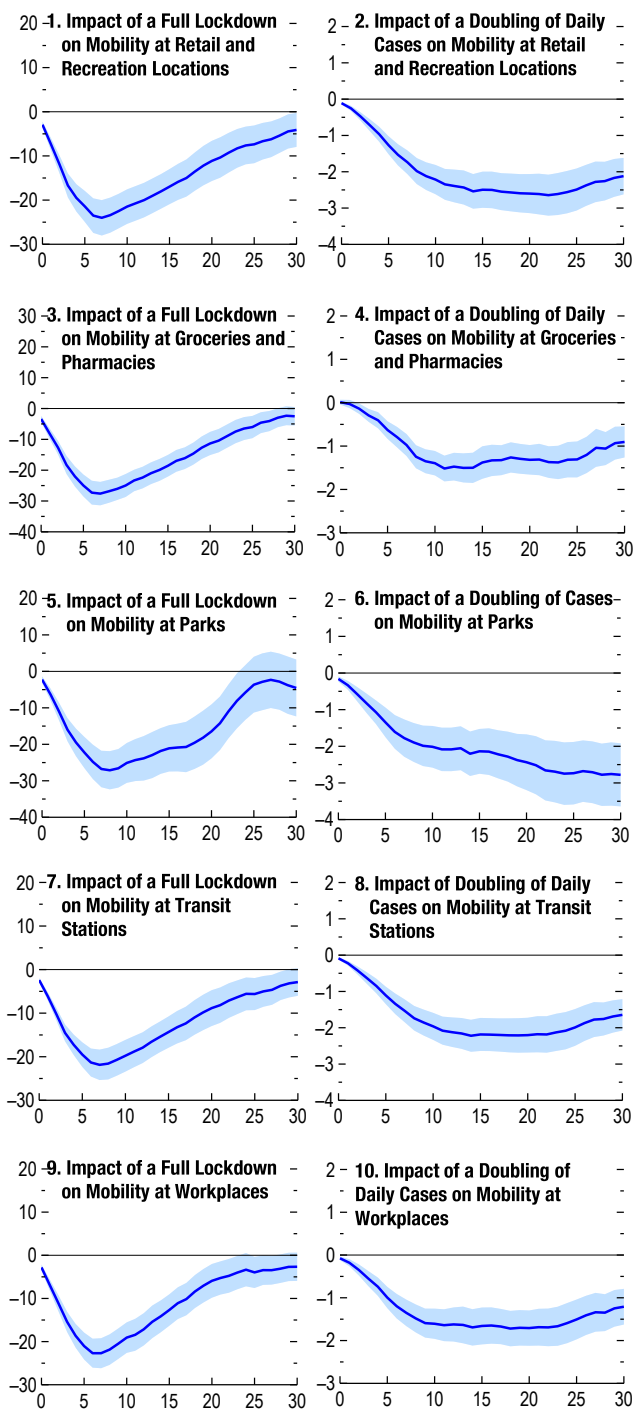 1. Impact of a Full Lockdown
on Mobility at Retail and
Recreation Locations
20
10
0
–10
–20
–30
0 5 10 15 20 25 30
2. Impact of a Doubling of Daily
Cases on Mobility at Retail
and Recreation Locations
2
1
0
–1
–2
–3
–4
0 5 10 15 20 25 30
3. Impact of a Full Lockdown
on Mobility at Groceries and
Pharmacies
30
20
10
0
–10
–20
–30
–40
0 5 10 15 20 25 30
4. Impact of a Doubling of Daily
Cases on Mobility at Groceries
and Pharmacies
2
1
0
–1
–2
–3
0 5 10 15 20 25 30
5. Impact of a Full Lockdown
on Mobility at Parks
20
10
0
–10
–20
–30
–40
0 5 10 15 20 25 30
6. Impact of a Doubling of Cases
on Mobility at Parks
2
1
0
–1
–2
–3
–4
0 5 10 15 20 25 30
7. Impact of a Full Lockdown
on Mobility at Transit
Stations
20
10
0
–10
–20
–30
0 5 10 15 20 25 30
8. Impact of Doubling of Daily
Cases on Mobility at Transit
Stations
2
1
0
–1
–2
–3
–4
0 5 10 15 20 25 30
9. Impact of a Full Lockdown
on Mobility at Workplaces
20
10
0
–10
–20
–30
0 5 10 15 20 25 30
10. Impact of a Doubling of
Daily Cases on Mobility at
Workplaces
2
1
0
–1
–2
–3
0 5 10 15 20 25 30